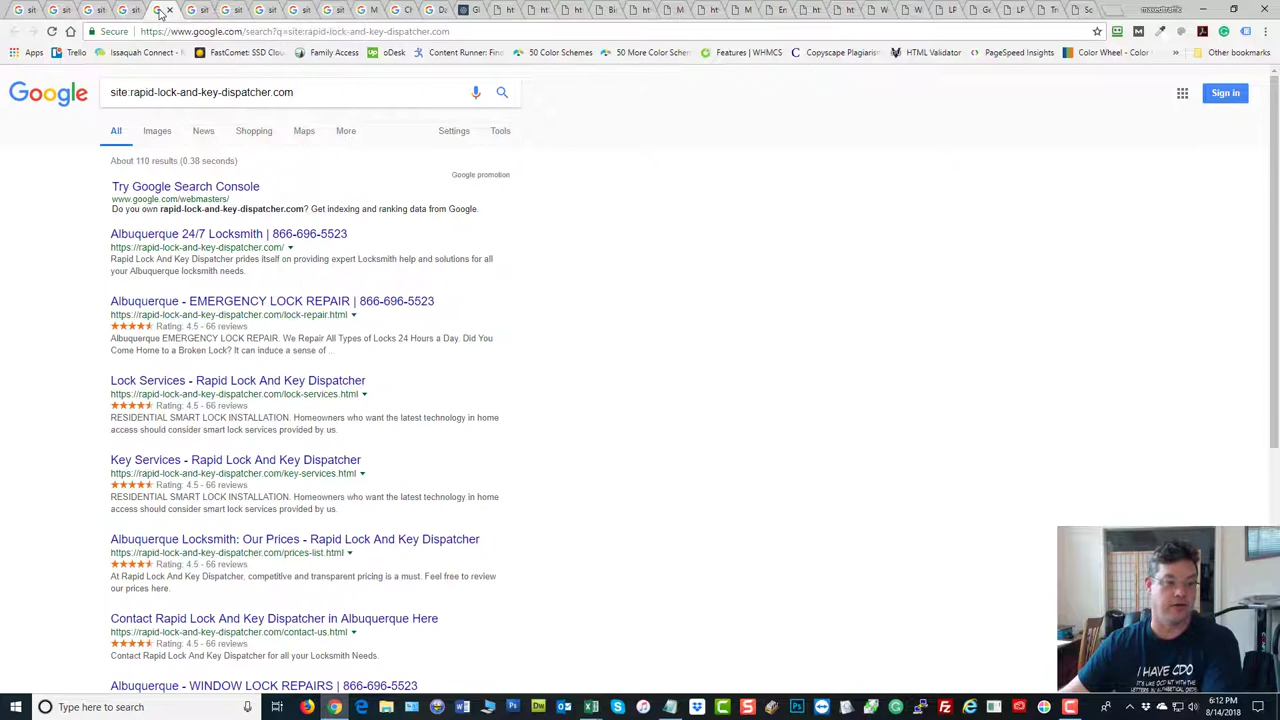 Secure
https://www.google.com/search?q=site:rapid-lock-and-key-dispatcher.com
Apps
Trello
Issaquah Connect -
FastComet: SSD Clou
Family Access
oDesk
Content Runner: Fin
50 Color Schemes
50 More Color Schem
Features | WHMCS
Copyscape Plagiarism
HTML Validator
PageSpeed Insights
Color Wheel - Color
Other bookmarks
Google
site:rapid-lock-and-key-dispatcher.com
Sign in
All Images News Shopping Maps More Settings Tools
About 110 results (0.38 seconds)
Google promotion
Try Google Search Console
www.google.com/webmasters/
Do you own rapid-lock-and-key-dispatcher.com? Get indexing and ranking data from Google.
Albuquerque 24/7 Locksmith | 866-696-5523
https://rapid-lock-and-key-dispatcher.com/
Rapid Lock And Key Dispatcher prides itself on providing expert Locksmith help and solutions for all
your Albuquerque locksmith needs.
Albuquerque - EMERGENCY LOCK REPAIR | 866-696-5523
https://rapid-lock-and-key-dispatcher.com/lock-repair.html
Rating: 4.5 - 66 reviews
Albuquerque EMERGENCY LOCK REPAIR. We Repair All Types of Locks 24 Hours a Day. Did You
Come Home to a Broken Lock? It can induce a sense of ...
Lock Services - Rapid Lock And Key Dispatcher
https://rapid-lock-and-key-dispatcher.com/lock-services.html
Rating: 4.5 - 66 reviews
RESIDENTIAL SMART LOCK INSTALLATION. Homeowners who want the latest technology in home
access should consider smart lock services provided by us.
Key Services - Rapid Lock And Key Dispatcher
https://rapid-lock-and-key-dispatcher.com/key-services.html
Rating: 4.5 - 66 reviews
RESIDENTIAL SMART LOCK INSTALLATION. Homeowners who want the latest technology in home
access should consider smart lock services provided by us.
Albuquerque Locksmith: Our Prices - Rapid Lock And Key Dispatcher
https://rapid-lock-and-key-dispatcher.com/prices-list.html
Rating: 4.5 - 66 reviews
At Rapid Lock And Key Dispatcher, competitive and transparent pricing is a must. Feel free to review
our prices here.
Contact Rapid Lock And Key Dispatcher in Albuquerque Here
https://rapid-lock-and-key-dispatcher.com/contact-us.html
Rating: 4.5 - 66 reviews
Contact Rapid Lock And Key Dispatcher for all your Locksmith Needs.
Albuquerque - WINDOW LOCK REPAIRS | 866-696-5523
I HAVE CDO
IT'S LIKE OCD BUT WITH THE
LETTERS IN ALPHABETICAL ORDER
Type here to search
6:12 PM
8/14/2018